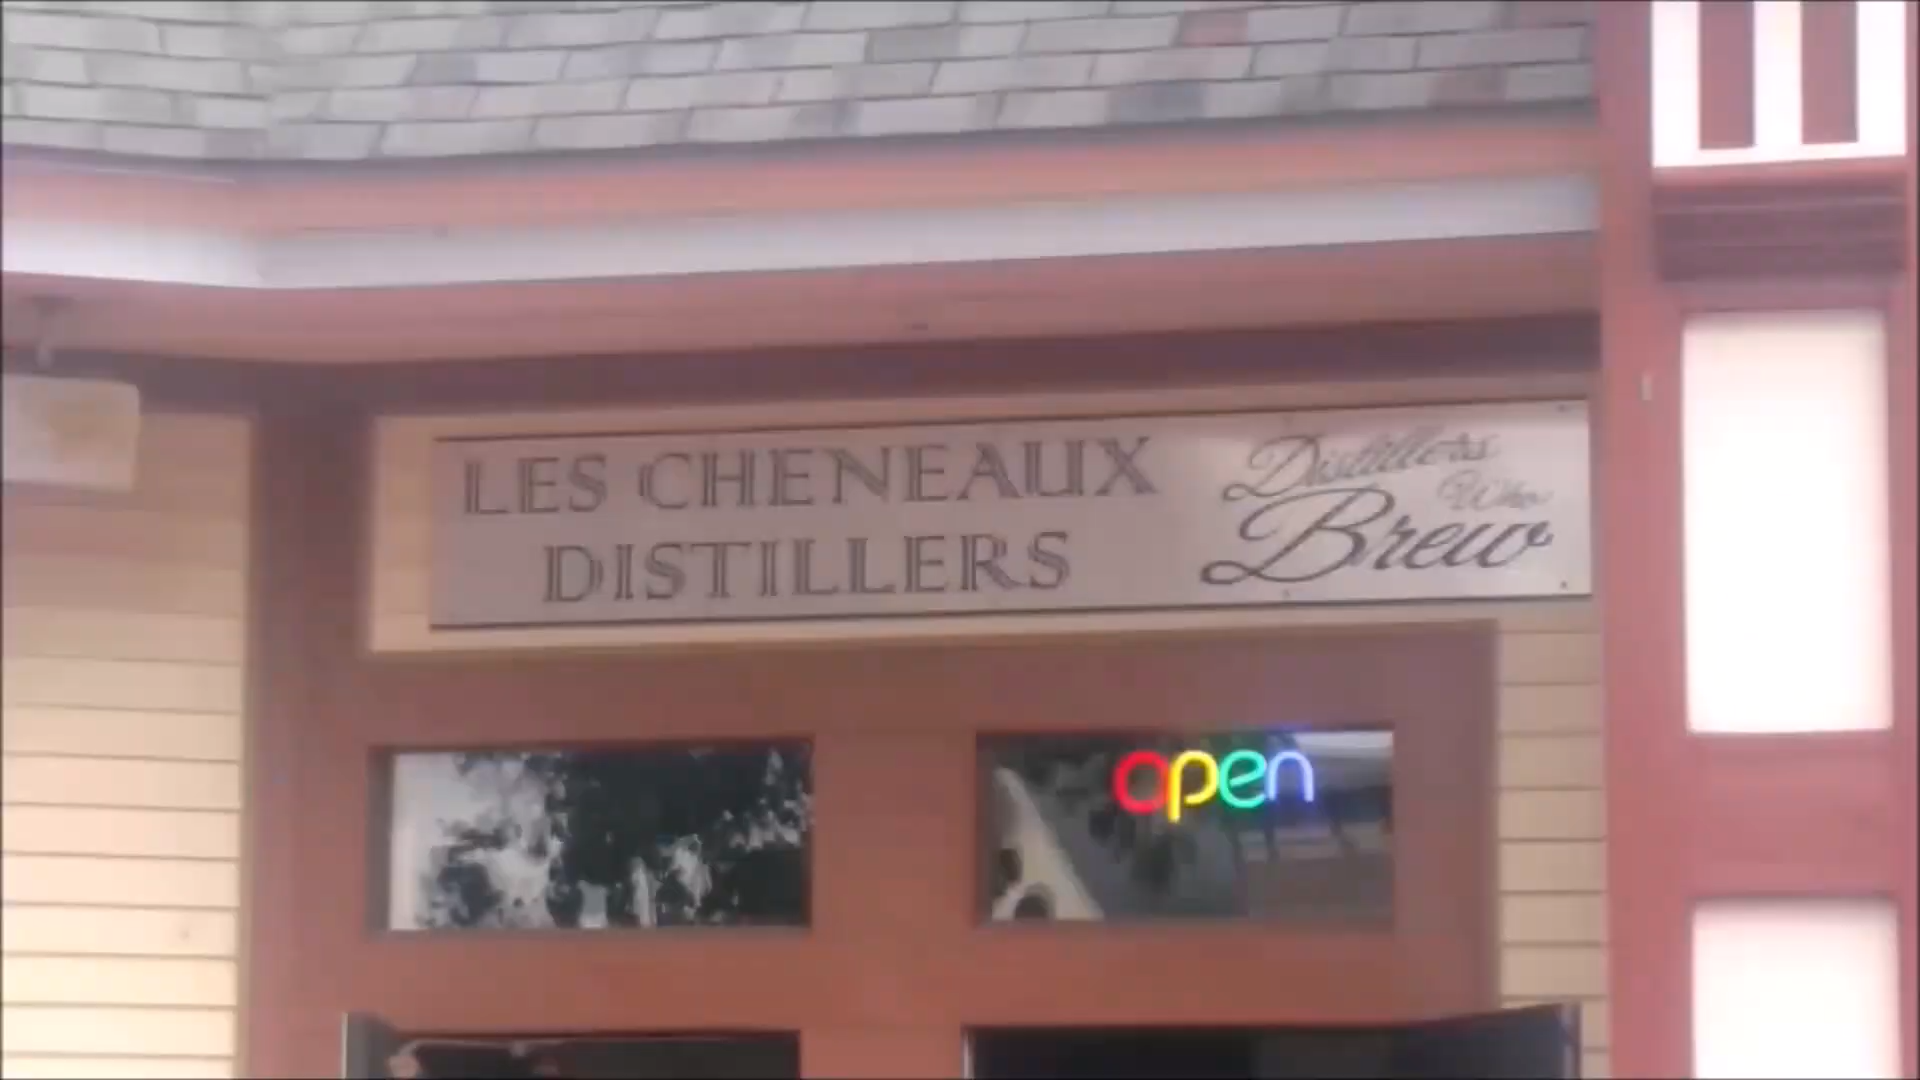 LES CHENEAUX
DISTILLERS
Distillers
Who
Brew
open